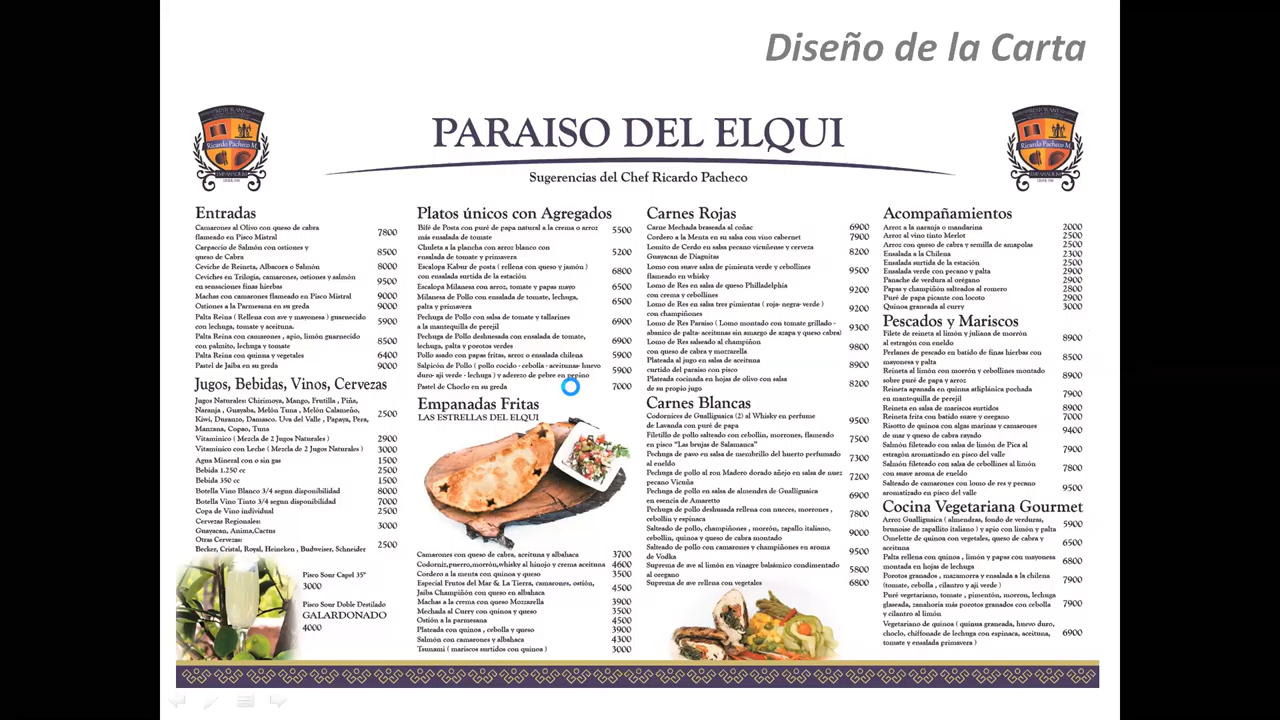 Diseño de la Carta
RESTORANT
Ricardo Pacheco M.
EMPANADIUM
PARAISO DEL ELQUI
Sugerencias del Chef Ricardo Pacheco
RESTORANT
Ricardo Pacheco M.
EMPANADIUM
Entradas
Camarones al Olivo con queso de cabra
flameado en Pisco Mistral 7800
Carpaccio de Salmón con ostiones y
queso de Cabra 8500
Ceviche de Reineta, Albacora o Salmón 8000
Ceviches en Trilogía, camarones, ostiones y salmón
en sensaciones finas hierbas 9500
Machas con camarones flameado en Pisco Mistral 9000
Ostiones a la Parmesana en su greda 9000
Palta Reina ( Rellena con ave y mayonesa ) guarnecido
con lechuga, tomate y aceituna. 5900
Palta Reina con camarones , apio, limón guarnecido
con palmito, lechuga y tomate 8500
Palta Reina con quinua y vegetales 6400
Pastel de Jaiba en su greda 9000
Jugos, Bebidas, Vinos, Cervezas
Jugos Naturales: Chirimoya, Mango, Frutilla , Piña,
Naranja , Guayaba, Melón Tuna , Melón Calameño,
Kiwi, Duranzo, Damasco, Uva del Valle , Papaya, Pera,
Manzana, Copao, Tuna 2500
Vitaminico ( Mezcla de 2 Jugos Naturales ) 2900
Vitaminico con Leche ( Mezcla de 2 Jugos Naturales ) 3000
Agua Mineral con o sin gas 1500
Bebida 1.250 cc 2500
Bebida 350 cc 1500
Botella Vino Blanco 3/4 segun disponibilidad 8000
Botella Vino Tinto 3/4 segun disponibilidad 7000
Copa de Vino individual 2500
Cervezas Regionales:
Guayacan, Anima,Cactus 3000
Otras Cervezas:
Becker, Cristal, Royal, Heineken , Budweiser, Schneider 2500
Pisco Sour Capel 35°
3000
Pisco Sour Doble Destilado
GALARDONADO
4000
Platos únicos con Agregados
Bifé de Posta con puré de papa natural a la crema o arroz
más ensalada de tomate 5500
Chuleta a la plancha con arroz blanco con
ensalada de tomate y primavera 5200
Escalopa Kabur de posta ( rellena con queso y jamón )
con ensalada surtida de la estación 6800
Escalopa Milanesa con arroz, tomate y papas mayo 6500
Milanesa de Pollo con ensalada de tomate, lechuga,
palta y primavera 6500
Pechuga de Pollo con salsa de tomate y tallarines
a la mantequilla de perejil 6900
Pechuga de Pollo deshuesada con ensalada de tomate,
lechuga, palta y porotos verdes 6900
Pollo asado con papas fritas, arroz o ensalada chilena 5900
Salpicón de Pollo ( pollo cocido - cebolla - aceitunas- huevo
duro- aji verde - lechuga ) y aderezo de pebre en pepino 5900
Pastel de Choclo en su greda 7000
Empanadas Fritas
LAS ESTRELLAS DEL ELQUI
Camarones con queso de cabra, aceituna y albahaca 3700
Codorniz,puerro,morrón,whisky al hinojo y crema aceituna 4600
Cordero a la menta con quinos y queso 3500
Especial Frutos del Mar & La Tierra, camarones, ostión,
Jaiba Champiñón con queso en albahaca 4500
Machas a la crema con queso Mozzarella 3900
Mechada al Curry con quinos y queso 3500
Ostión a la parmesana 4500
Plateada con quinos , cebolla y queso 3900
Salmón con camarones y albahaca 4300
Tsunami ( mariscos surtidos con quinoa ) 3000
Carnes Rojas
Carne Mechada braseada al coñac 6900
Cordero a la Menta en su salsa con vino cabernet 7900
Lomito de Cerdo en salsa pecano vicuñense y cerveza
Guayacan de Diaguitas 8200
Lomo con suave salsa de pimienta verde y cebollines
flameado en whisky 9500
Lomo de Res en salsa de queso Philladelphia
con crema y cebollines 9200
Lomo de Res en salsa tres pimientas ( roja- negra- verde )
con champiñones 9200
Lomo de Res Paraiso ( Lomo montado con tomate grillado -
abanico de palta- aceitunas sin amargo de azapa y queso cabra) 9300
Lomo de Res salseado al champiñon
con queso de cabra y mozzarella 9800
Plateada al jugo en salsa de aceituna
curtido del paraiso con pisco 8900
Plateada cocinada en hojas de olivo con salsa
de su propio jugo 8200
Carnes Blancas
Codornices de Gualliguaica (2) al Whisky en perfume
de Lavanda con puré de papa 9500
Filetillo de pollo salteado con cebollin, morrones, flameado
en pisco "Las brujas de Salamanca" 7500
Pechuga de pavo en salsa de membrillo del huerto perfumado
al eneldo 7300
Pechuga de pollo al ron Madero dorado añejo en salsa de nuez
pecano Vicuña 7200
Pechuga de pollo en salsa de almendra de Gualliguaica
en esencia de Amaretto 6900
Pechuga de pollo deshusada rellena con nueces, morrones ,
cebollin y espinaca 7800
Salteado de pollo, champiñones , morrón, zapallo italiano,
cebollin, quinua y queso de cabra montado 9000
Salteado de pollo con camarones y champiñones en aroma
de Vodka 9500
Suprema de ave al limón en vinagre balsámico condimentado
al oregano 5800
Suprema de ave rellena con vegetales 6800
Acompañamientos
Arroz a la naranja o mandarina 2000
Arroz al vino tinto Merlot 2500
Arroz con queso de cabra y semilla de amapolas 2500
Ensalada a la Chilena 2300
Ensalada surtida de la estación 2500
Ensalada verde con pecano y palta 2900
Panache de verdura al orégano 2900
Papas y champiñón salteados al romero 2800
Puré de papa picante con locoto 2900
Quinoa graneada al curry 3000
Pescados y Mariscos
Filete de reineta al limón y juliana de morrón
al estragón con eneldo 8900
Perlanes de pescado en batido de finas hierbas con
mayonesa y palta 8500
Reineta al limón con morrón y cebollines montado
sobre puré de papa y arroz 8900
Reineta apanada en quinua altiplánica pochada
en mantequilla de perejil 7900
Reineta en salsa de mariscos surtidos 8900
Reineta frita con batido suave y oregano 7000
Risotto de quinua con algas marinas y camarones
de mar y queso de cabra rayado 9400
Salmón fileteado con salsa de limón de Pica al
estragón aromatizado en pisco del valle 7900
Salmón fileteado con salsa de cebollines al limón
con suave aroma de eneldo 7800
Salteado de camarones con lomo de res y pecano
aromatizado en pisco del valle 9500
Cocina Vegetariana Gourmet
Arroz Gualliguaica ( almendras, fondo de verduras,
brunoise de zapallito italiano ) y apio con limón y palta 5900
Omelette de quinoa con vegetales, queso de cabra y
aceituna 6500
Palta rellena con quinoa , limón y papas con mayonesa
montada en hojas de lechuga 6800
Porotos granados , mazamorra y ensalada a la chilena
(tomate, cebolla , cilantro y aji verde ) 7900
Puré vegetariano, tomate , pimentón, morron, lechuga
glaseada, zanahoria más porotos granados con cebolla
y cilantro al limón 7900
Vegetariano de quinoa ( quinua graneada, huevo duro,
choclo, chiffonade de lechuga con espinaca, aceituna,
tomate y ensalada primavera ) 6900